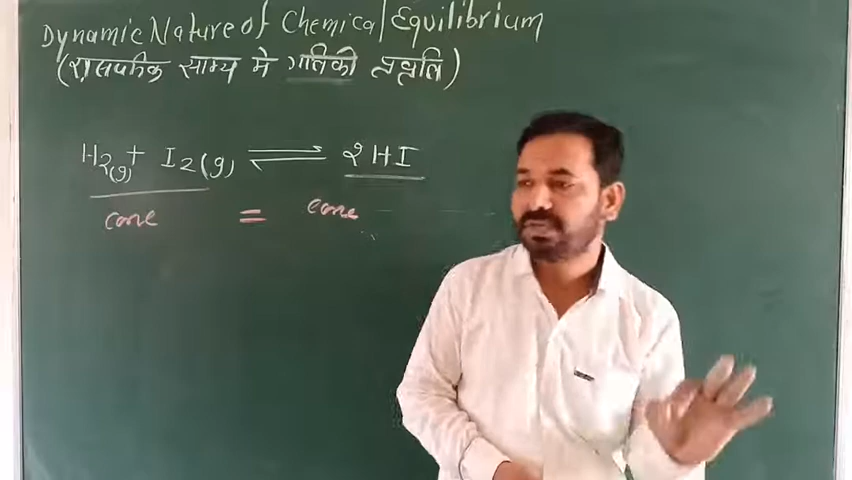 Dynamic Nature of Chemical Equilibrium
(रासायनिक साम्य मे गतिकी प्रकृति)
H2(g) + I2(g) ⇌ 2HI
conc = conc